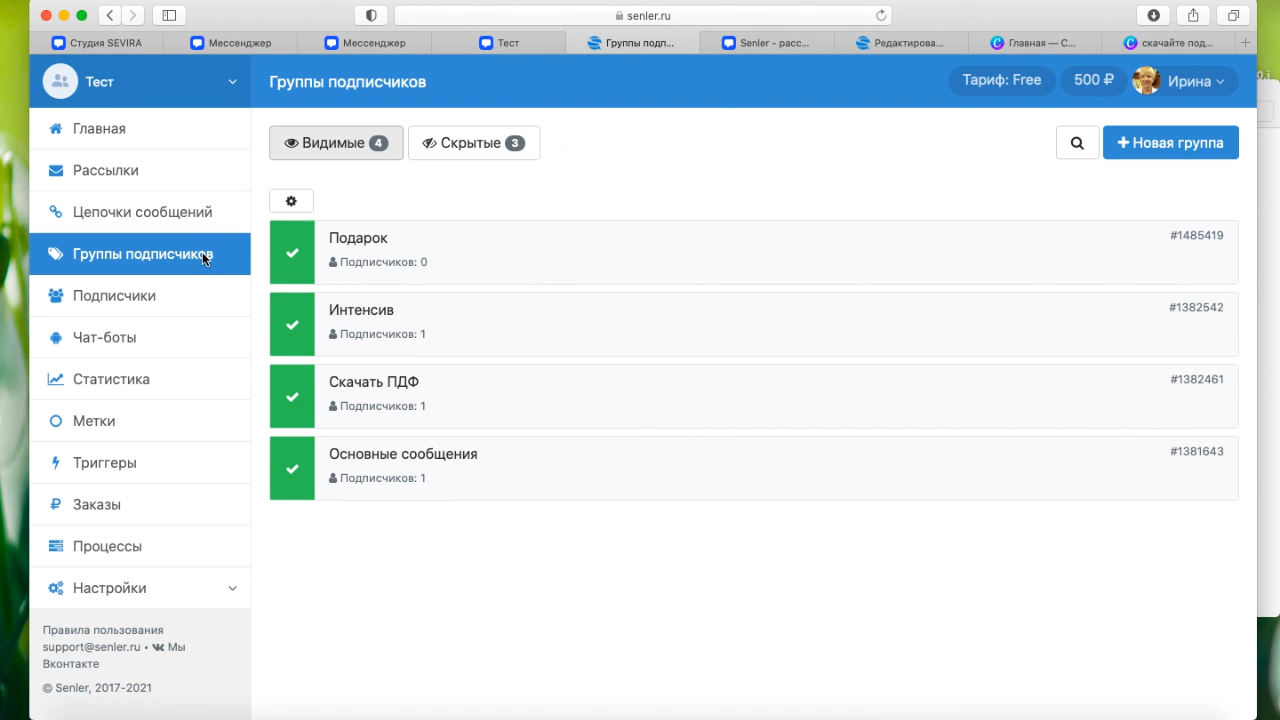 senler.ru
Студия SEVIRA
Мессенджер
Мессенджер
Тест
Группы подп...
Senler - расс...
Редактирова...
Главная — С...
скачайте под...
Тест
Группы подписчиков
Тариф: Free
500 ₽
Ирина
Главная
Рассылки
Цепочки сообщений
Группы подписчиков
Подписчики
Чат-боты
Статистика
Метки
Триггеры
Заказы
Процессы
Настройки
Правила пользования
support@senler.ru • Мы
Вконтакте
© Senler, 2017-2021
Видимые 4
Скрытые 3
Новая группа
Подарок
#1485419
Подписчиков: 0
Интенсив
#1382542
Подписчиков: 1
Скачать ПДФ
#1382461
Подписчиков: 1
Основные сообщения
#1381643
Подписчиков: 1